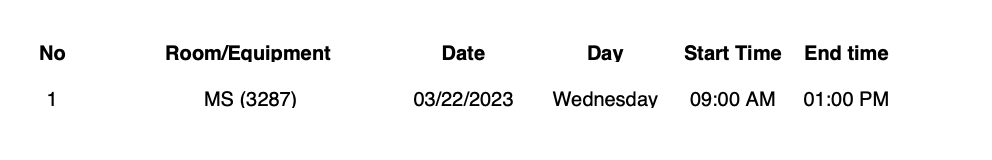 No Room/Equipment Date Day Start Time End time
1 MS (3287) 03/22/2023 Wednesday 09:00 AM 01:00 PM